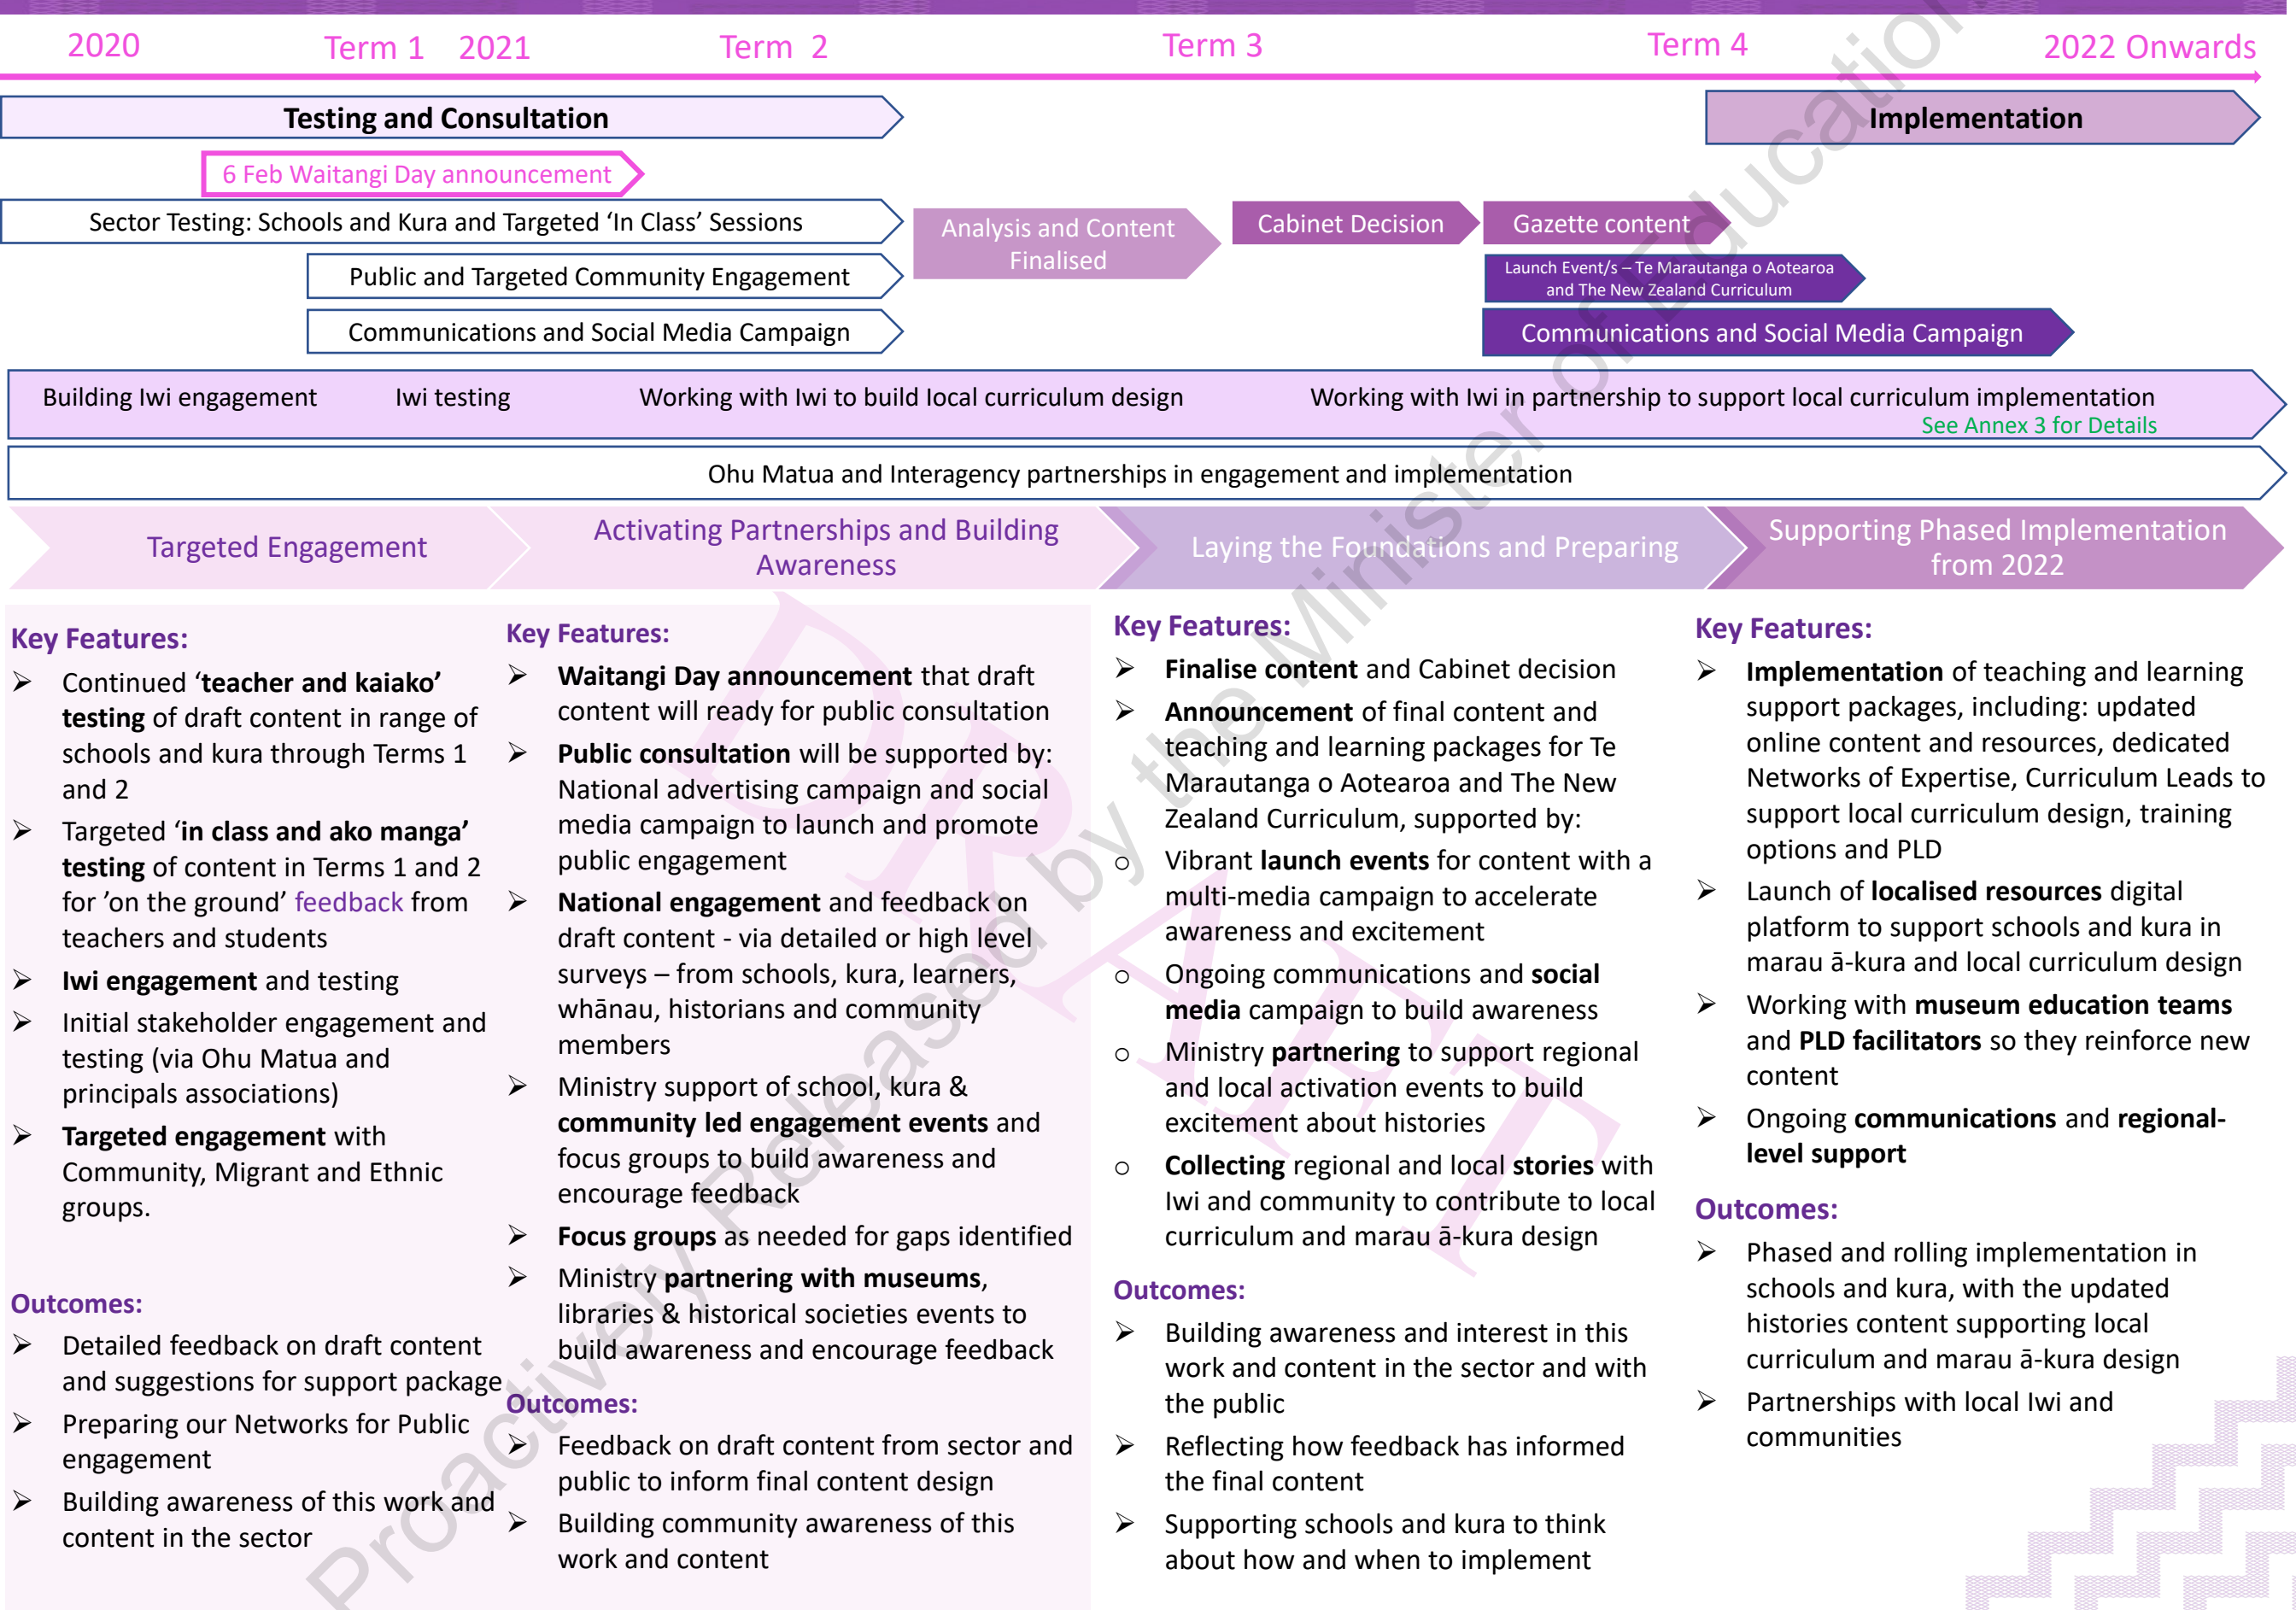 2020
Term 1 2021
Term 2
Term 3
Term 4
2022 Onwards
Testing and Consultation
Implementation
6 Feb Waitangi Day announcement
Sector Testing: Schools and Kura and Targeted ‘In Class’ Sessions
Analysis and Content
Finalised
Cabinet Decision
Gazette content
Public and Targeted Community Engagement
Launch Event/s – Te Marautanga o Aotearoa
and The New Zealand Curriculum
Communications and Social Media Campaign
Communications and Social Media Campaign
Building Iwi engagement
Iwi testing
Working with Iwi to build local curriculum design
Working with Iwi in partnership to support local curriculum implementation
See Annex 3 for Details
Ohu Matua and Interagency partnerships in engagement and implementation
Targeted Engagement
Activating Partnerships and Building
Awareness
Laying the Foundations and Preparing
Supporting Phased Implementation
from 2022
Key Features:
➢ Continued ‘teacher and kaiako’
testing of draft content in range of
schools and kura through Terms 1
and 2
➢ Targeted ‘in class and ako manga’
testing of content in Terms 1 and 2
for ’on the ground’ feedback from
teachers and students
➢ Iwi engagement and testing
➢ Initial stakeholder engagement and
testing (via Ohu Matua and
principals associations)
➢ Targeted engagement with
Community, Migrant and Ethnic
groups.
Outcomes:
➢ Detailed feedback on draft content
and suggestions for support package
➢ Preparing our Networks for Public
engagement
➢ Building awareness of this work and
content in the sector
Key Features:
➢ Waitangi Day announcement that draft
content will ready for public consultation
➢ Public consultation will be supported by:
National advertising campaign and social
media campaign to launch and promote
public engagement
➢ National engagement and feedback on
draft content - via detailed or high level
surveys – from schools, kura, learners,
whānau, historians and community
members
➢ Ministry support of school, kura &
community led engagement events and
focus groups to build awareness and
encourage feedback
➢ Focus groups as needed for gaps identified
➢ Ministry partnering with museums,
libraries & historical societies events to
build awareness and encourage feedback
Outcomes:
➢ Feedback on draft content from sector and
public to inform final content design
➢ Building community awareness of this
work and content
Key Features:
➢ Finalise content and Cabinet decision
➢ Announcement of final content and
teaching and learning packages for Te
Marautanga o Aotearoa and The New
Zealand Curriculum, supported by:
o Vibrant launch events for content with a
multi-media campaign to accelerate
awareness and excitement
o Ongoing communications and social
media campaign to build awareness
o Ministry partnering to support regional
and local activation events to build
excitement about histories
o Collecting regional and local stories with
Iwi and community to contribute to local
curriculum and marau ā-kura design
Outcomes:
➢ Building awareness and interest in this
work and content in the sector and with
the public
➢ Reflecting how feedback has informed
the final content
➢ Supporting schools and kura to think
about how and when to implement
Key Features:
➢ Implementation of teaching and learning
support packages, including: updated
online content and resources, dedicated
Networks of Expertise, Curriculum Leads to
support local curriculum design, training
options and PLD
➢ Launch of localised resources digital
platform to support schools and kura in
marau ā-kura and local curriculum design
➢ Working with museum education teams
and PLD facilitators so they reinforce new
content
➢ Ongoing communications and regional-
level support
Outcomes:
➢ Phased and rolling implementation in
schools and kura, with the updated
histories content supporting local
curriculum and marau ā-kura design
➢ Partnerships with local Iwi and
communities
DRAFT
Proactively Released by the Minister of Education